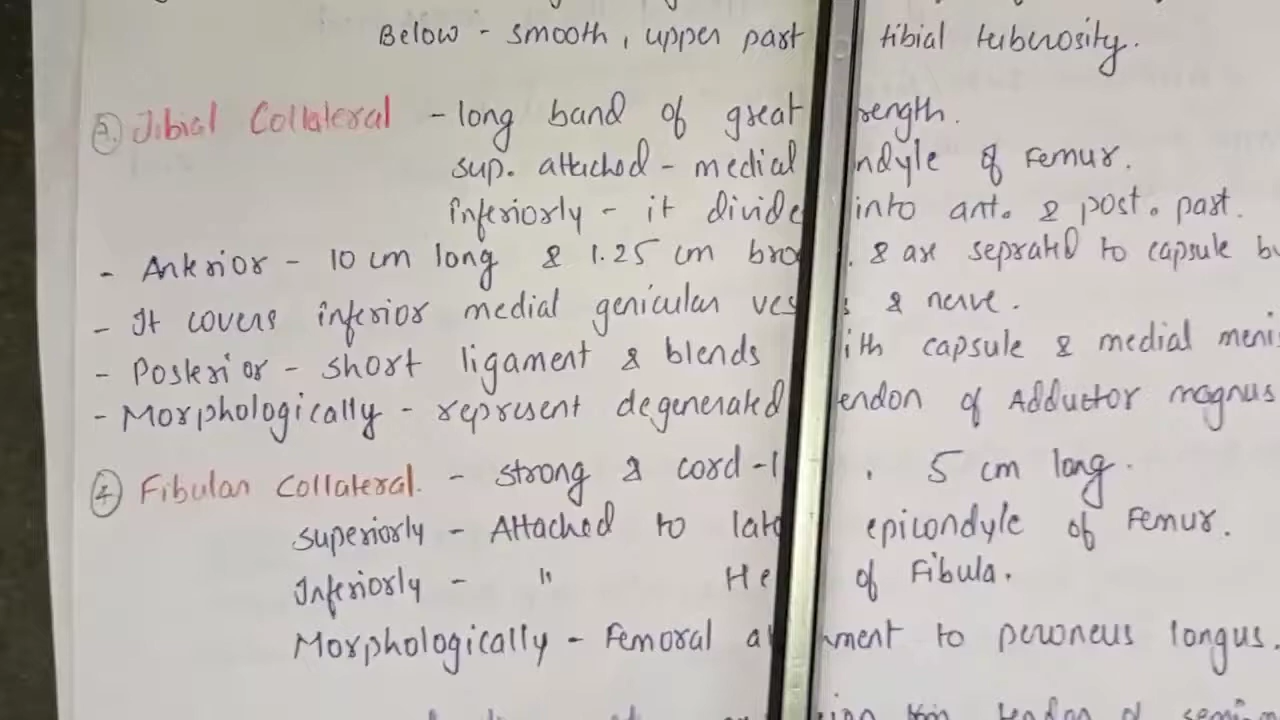 Below - smooth, upper part tibial tuberosity.
3. Tibial Collateral - long band of great rength.
sup. attached - medial ndyle of Femur.
inferiorly - it divide into ant. & post. part.
- Anterior - 10 cm long & 1.25 cm bro . & are seprated to capsule b
- It covers inferior medial genicular ves s & nerve.
- Posterior - short ligament & blends ith capsule & medial meni
- Morphologically - represent degenerated endon of Adductor magnus
4 Fibular Collateral. - strong & cord-l . 5 cm long.
superiorly - Attached to late epicondyle of Femur.
Inferiorly - " He of Fibula.
Morphologically - Femoral a hment to peroneus longus.